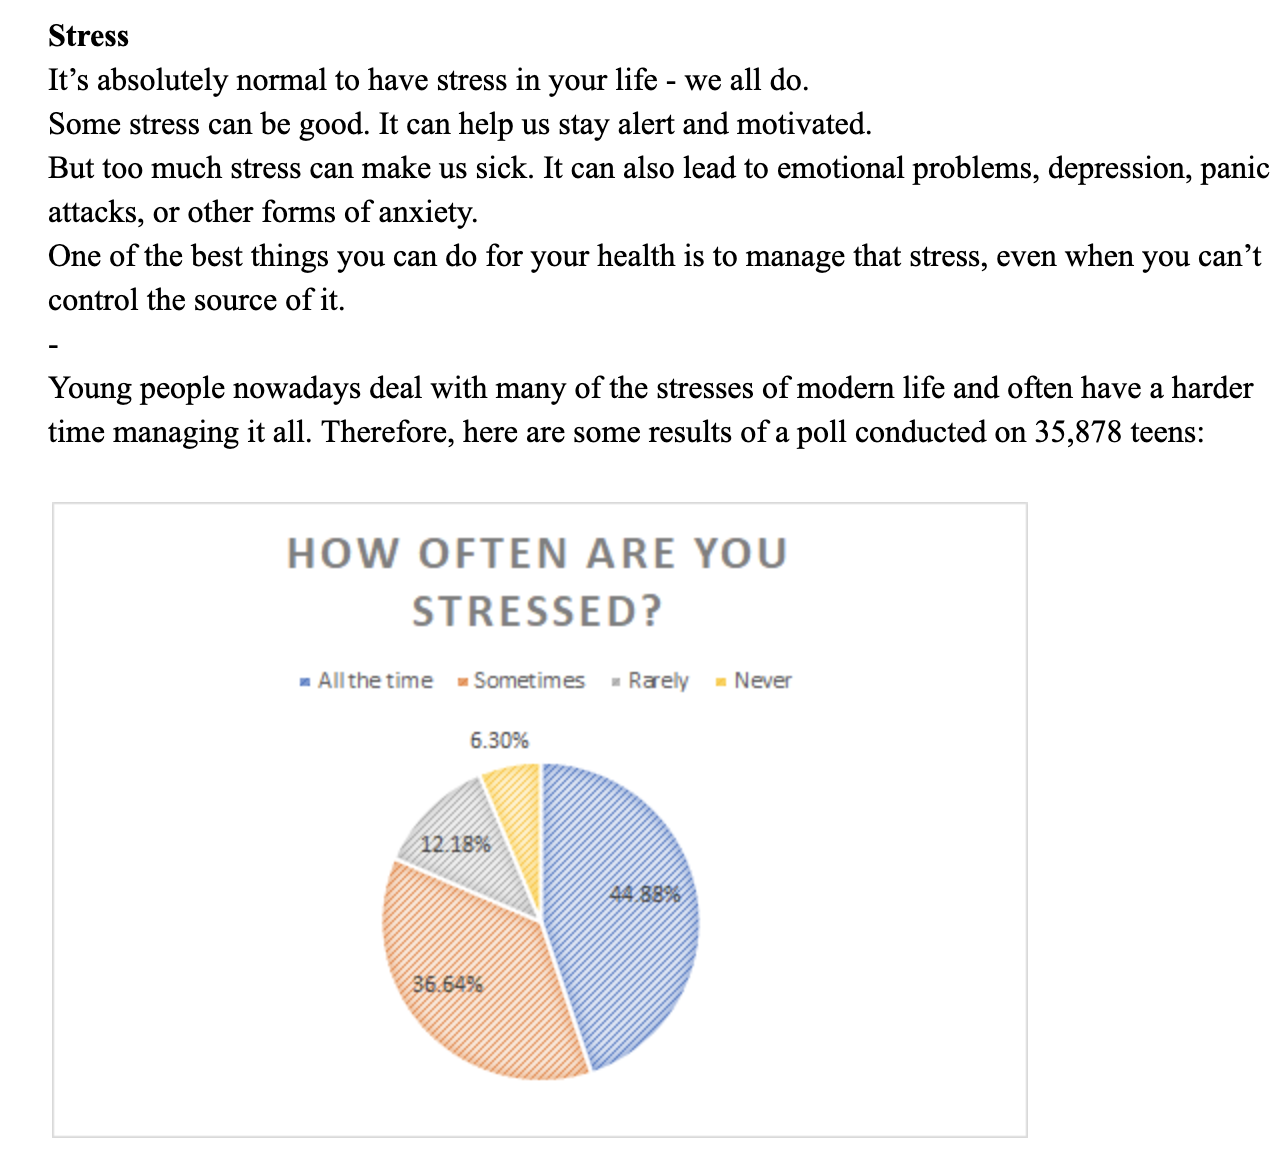 Stress
It’s absolutely normal to have stress in your life - we all do.
Some stress can be good. It can help us stay alert and motivated.
But too much stress can make us sick. It can also lead to emotional problems, depression, panic
attacks, or other forms of anxiety.
One of the best things you can do for your health is to manage that stress, even when you can’t
control the source of it.
-
Young people nowadays deal with many of the stresses of modern life and often have a harder
time managing it all. Therefore, here are some results of a poll conducted on 35,878 teens:
HOW OFTEN ARE YOU
STRESSED?
All the time Sometimes Rarely Never
6.30%
12.18%
44.88%
36.64%